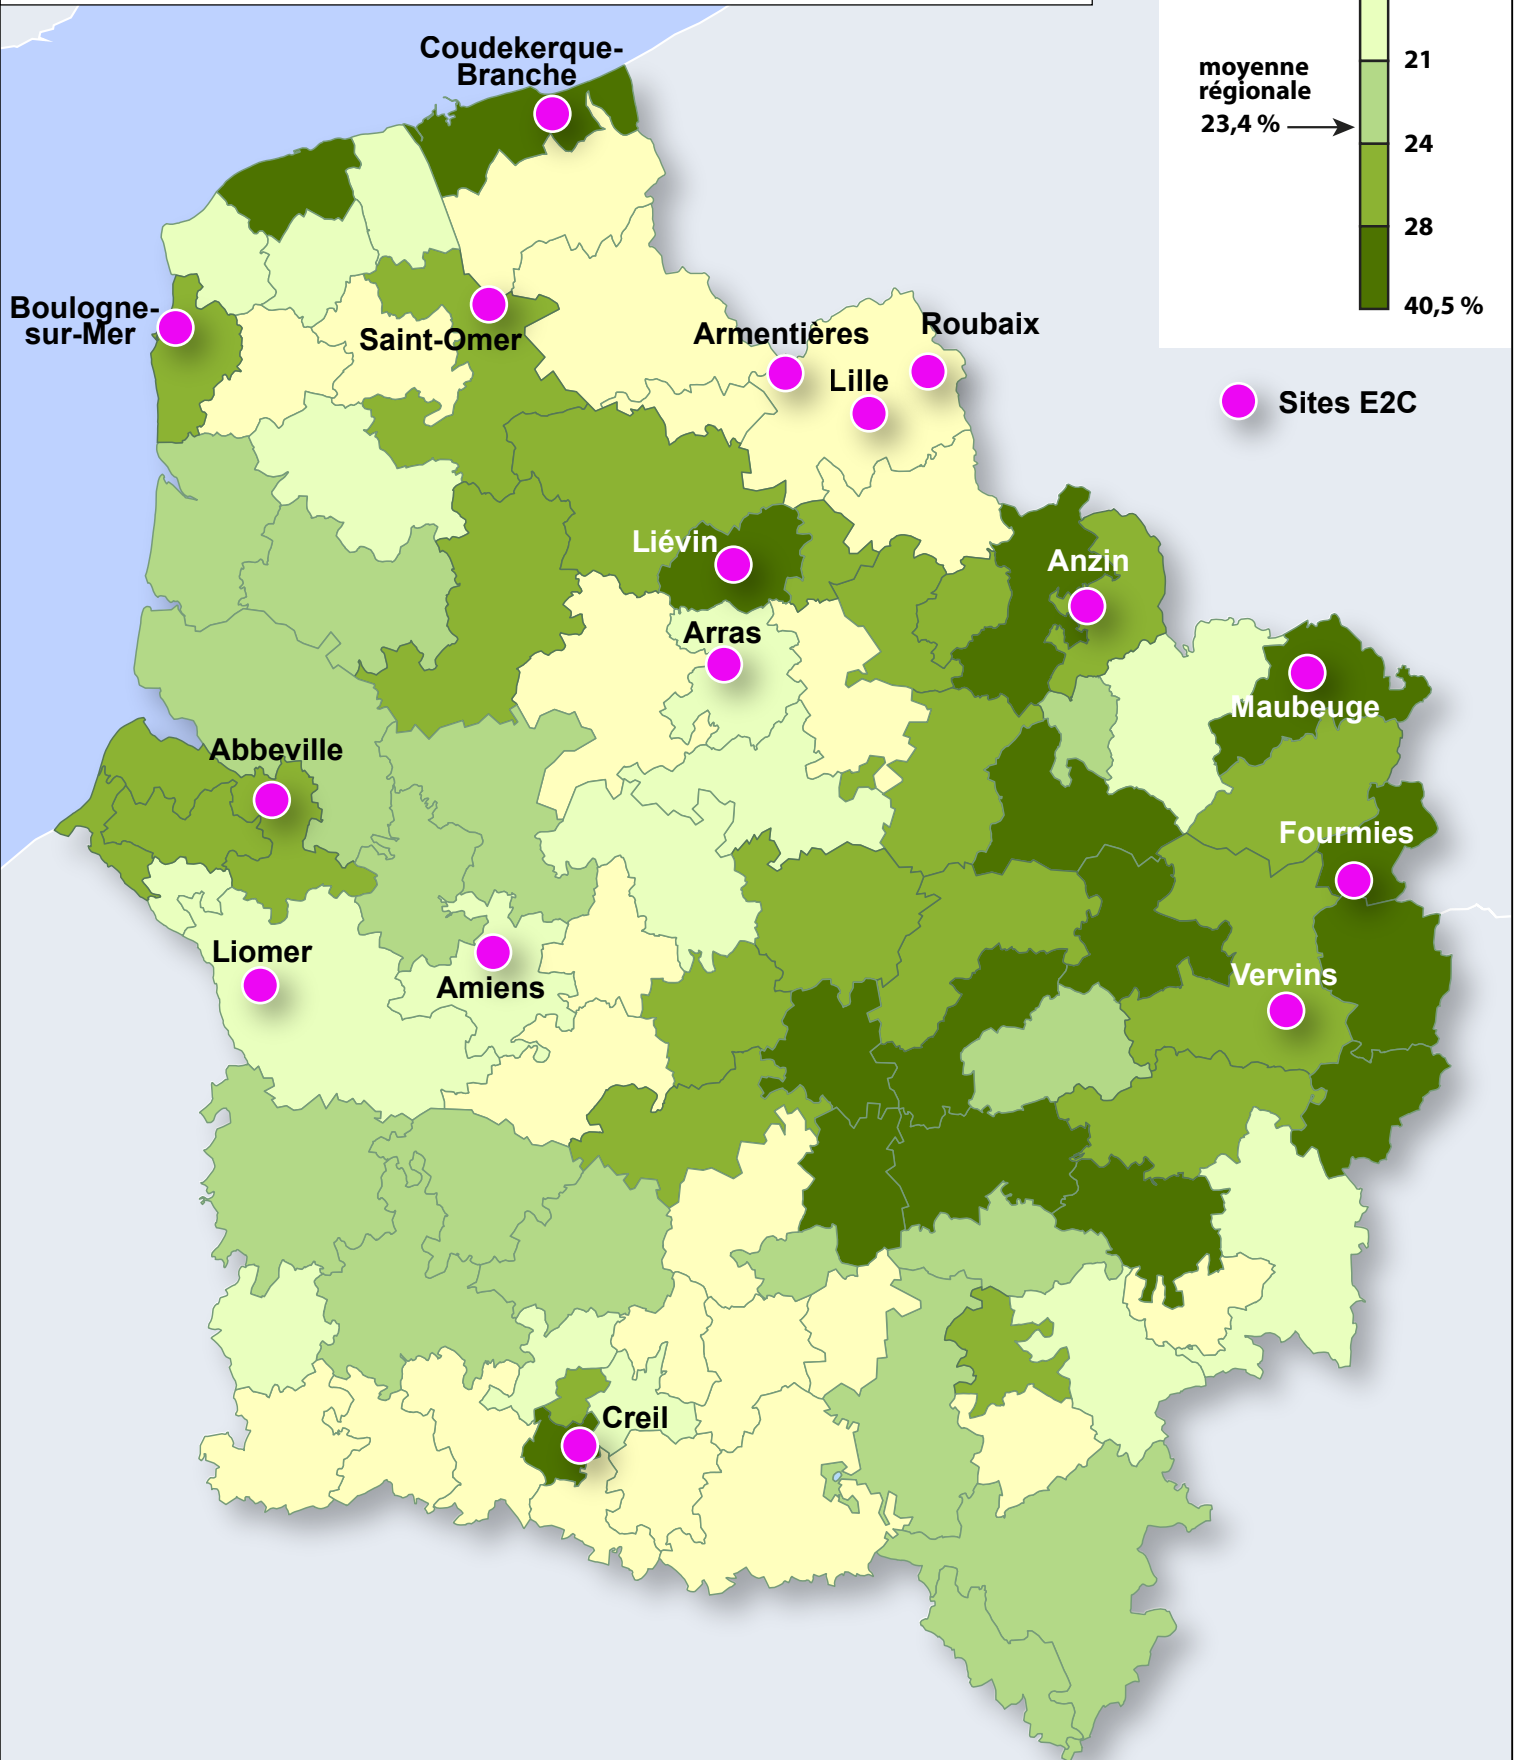 Coudekerque-
Branche
21
moyenne
régionale
23,4 %
24
28
40,5 %
Boulogne-
sur-Mer
Saint-Omer
Armentières
Roubaix
Lille
Sites E2C
Liévin
Anzin
Arras
Maubeuge
Abbeville
Fourmies
Liomer
Amiens
Vervins
Creil